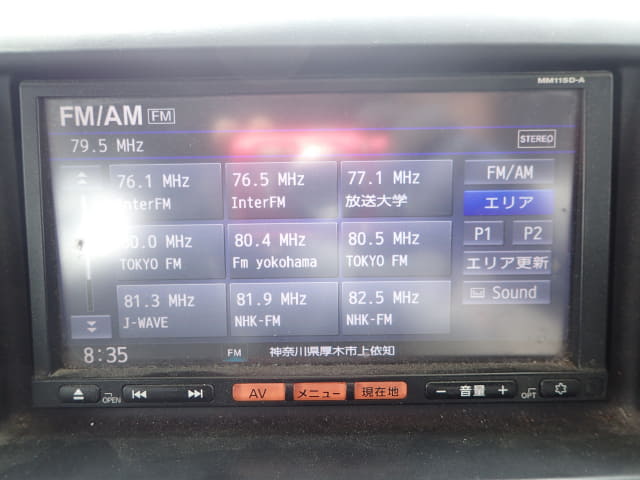 MM115D-A
FM/AM FM
79.5 MHz
STEREO
76.1 MHz 76.5 MHz 77.1 MHz
InterFM InterFM 放送大学
80.0 MHz 80.4 MHz 80.5 MHz
TOKYO FM Fm yokohama TOKYO FM
81.3 MHz 81.9 MHz 82.5 MHz
J-WAVE NHK-FM NHK-FM
FM/AM
エリア
P1 P2
エリア更新
Sound
8:35 FM 神奈川県厚木市上依知
OPEN AV メニュー 現在地 − 音量 + OPT